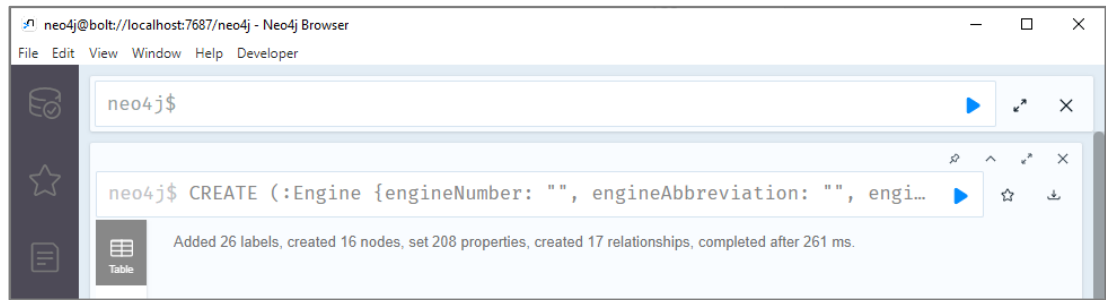 neo4j@bolt://localhost:7687/neo4j - Neo4j Browser
File Edit View Window Help Developer
neo4j$
neo4j$ CREATE (:Engine {engineNumber: "", engineAbbreviation: "", engi…
Added 26 labels, created 16 nodes, set 208 properties, created 17 relationships, completed after 261 ms.
Table